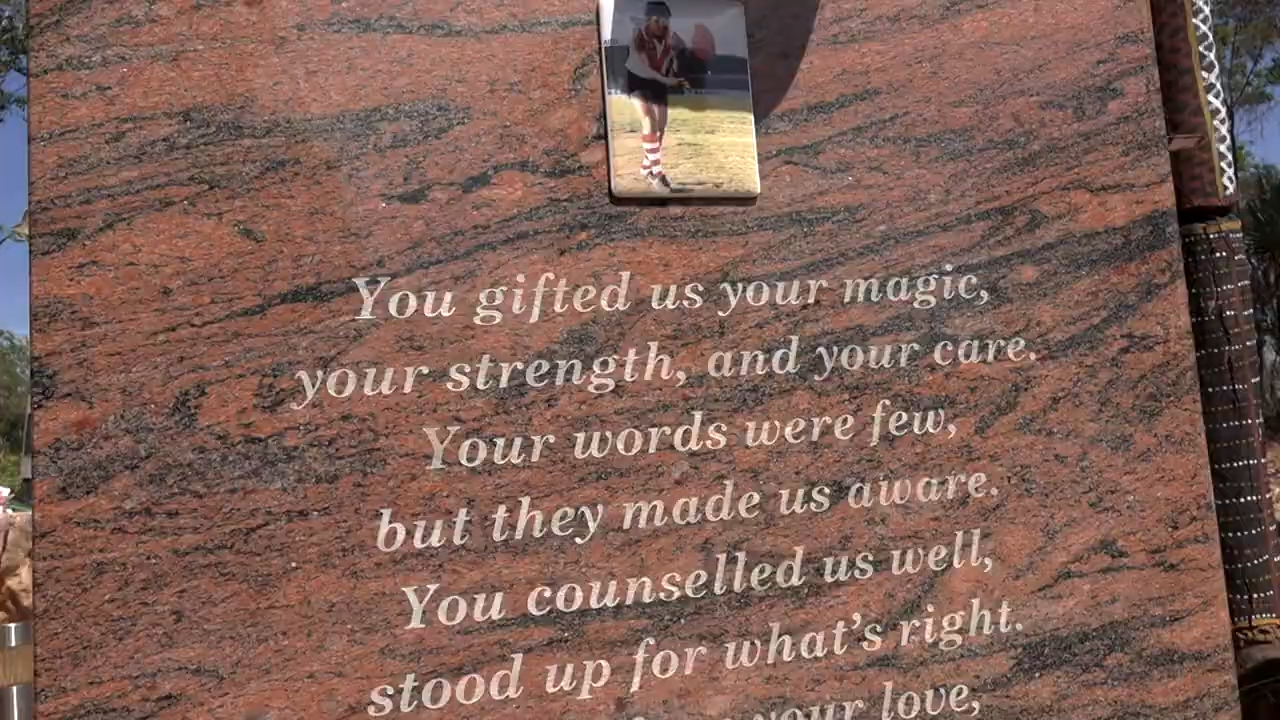 You gifted us your magic,
your strength, and your care.
Your words were few,
but they made us aware.
You counselled us well,
stood up for what's right.
your love,